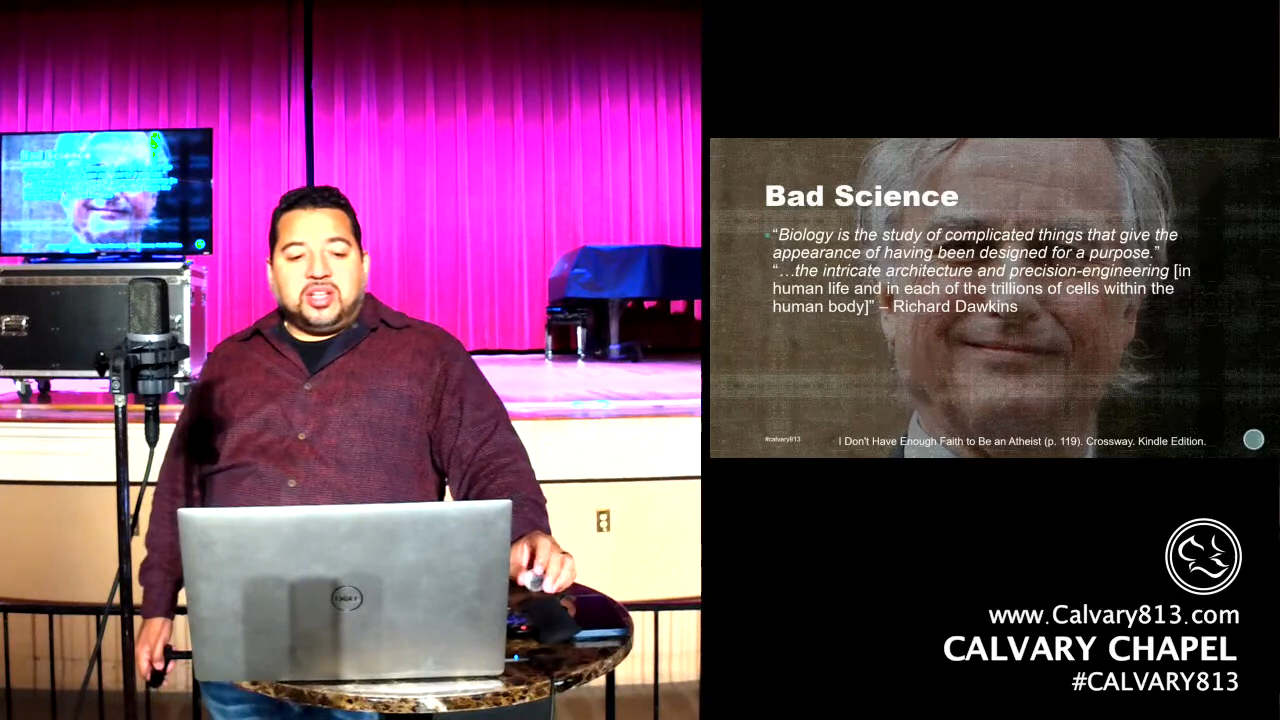 Bad Science
DELL
Bad Science
“Biology is the study of complicated things that give the
appearance of having been designed for a purpose.”
“…the intricate architecture and precision-engineering [in
human life and in each of the trillions of cells within the
human body]” – Richard Dawkins
#calvary813
I Don't Have Enough Faith to Be an Atheist (p. 119). Crossway. Kindle Edition.
www.Calvary813.com
CALVARY CHAPEL
#CALVARY813